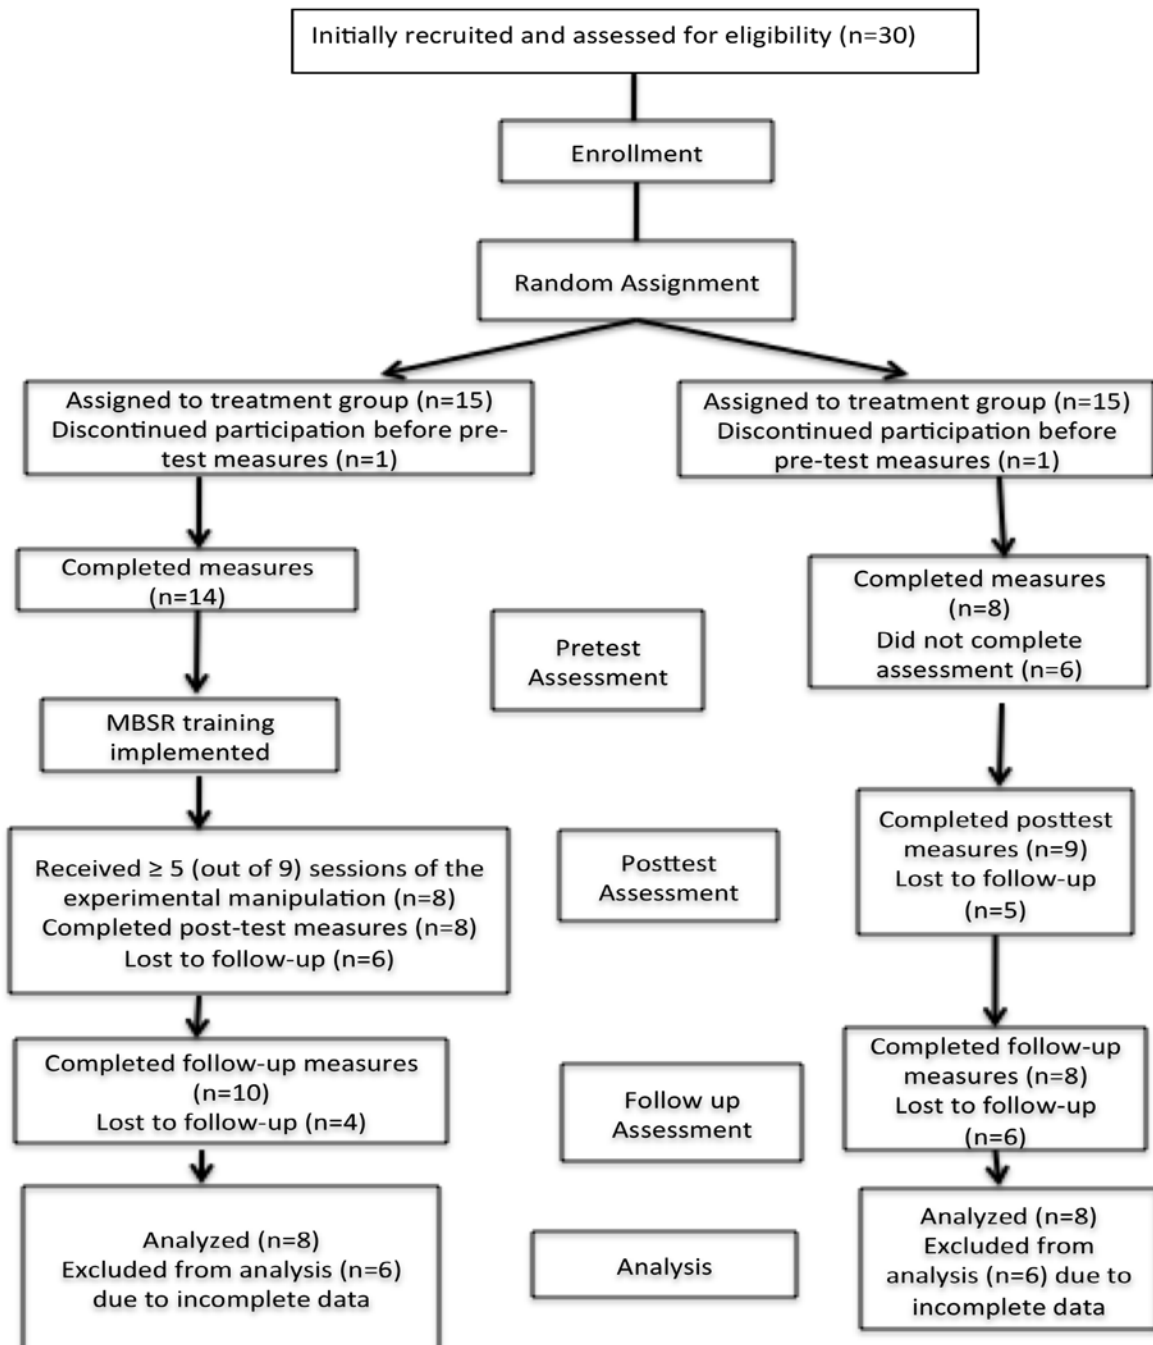 Initially recruited and assessed for eligibility (n=30)
Enrollment
Random Assignment
Assigned to treatment group (n=15)
Discontinued participation before pre-
test measures (n=1)
Assigned to treatment group (n=15)
Discontinued participation before
pre-test measures (n=1)
Completed measures
(n=14)
Completed measures
(n=8)
Did not complete
assessment (n=6)
Pretest
Assessment
MBSR training
implemented
Received ≥ 5 (out of 9) sessions of the
experimental manipulation (n=8)
Completed post-test measures (n=8)
Lost to follow-up (n=6)
Posttest
Assessment
Completed posttest
measures (n=9)
Lost to follow-up
(n=5)
Completed follow-up measures
(n=10)
Lost to follow-up (n=4)
Follow up
Assessment
Completed follow-up
measures (n=8)
Lost to follow-up
(n=6)
Analyzed (n=8)
Excluded from analysis (n=6)
due to incomplete data
Analysis
Analyzed (n=8)
Excluded from
analysis (n=6) due to
incomplete data